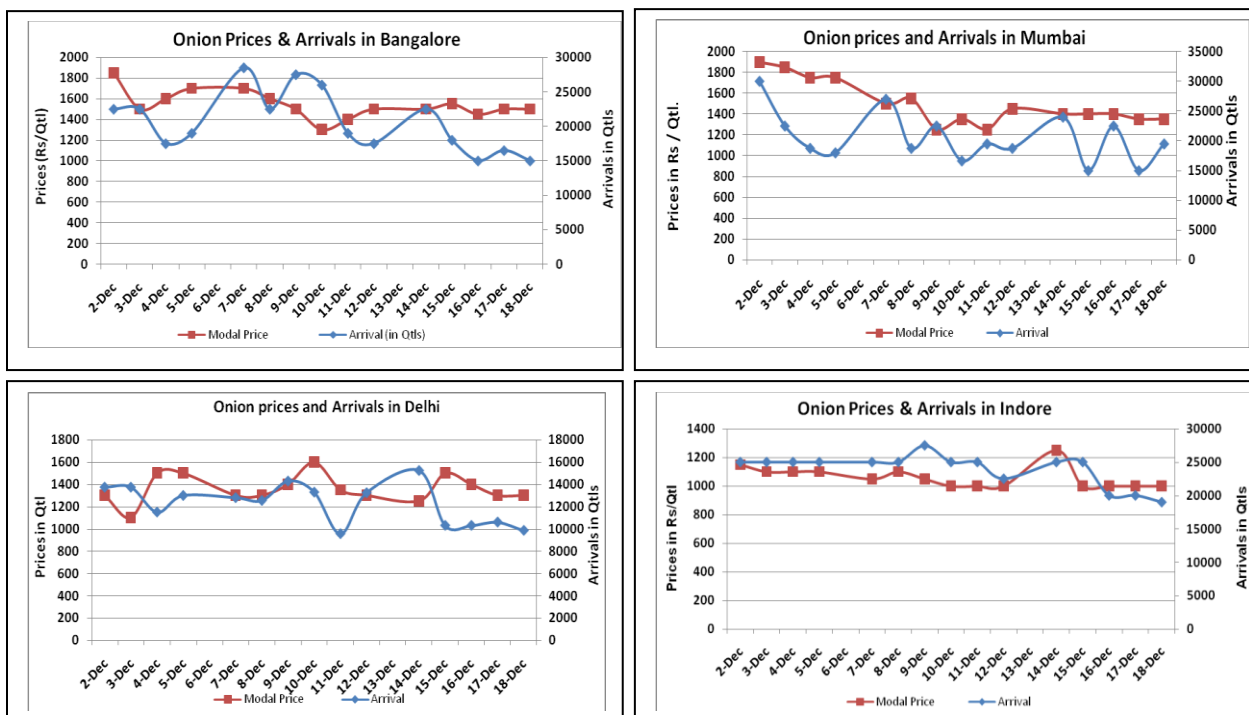 Onion Prices & Arrivals in Bangalore
Prices (Rs/Qtl)
2000
1800
1600
1400
1200
1000
800
600
400
200
0
30000
25000
20000
15000
10000
5000
0
Arrivals in Qtls
2-Dec
3-Dec
4-Dec
5-Dec
6-Dec
7-Dec
8-Dec
9-Dec
10-Dec
11-Dec
12-Dec
13-Dec
14-Dec
15-Dec
16-Dec
17-Dec
18-Dec
Modal Price Arrival (in Qtls)
Onion prices and Arrivals in Mumbai
Prices in Rs / Qtl.
2000
1800
1600
1400
1200
1000
800
600
400
200
0
35000
30000
25000
20000
15000
10000
5000
0
Arrivals in Qtls
2-Dec
3-Dec
4-Dec
5-Dec
6-Dec
7-Dec
8-Dec
9-Dec
10-Dec
11-Dec
12-Dec
13-Dec
14-Dec
15-Dec
16-Dec
17-Dec
18-Dec
Modal Price Arrival
Onion prices and Arrivals in Delhi
Prices in Qtl
1800
1600
1400
1200
1000
800
600
400
200
0
18000
16000
14000
12000
10000
8000
6000
4000
2000
0
Arrivals in Qtls
2-Dec
3-Dec
4-Dec
5-Dec
6-Dec
7-Dec
8-Dec
9-Dec
10-Dec
11-Dec
12-Dec
13-Dec
14-Dec
15-Dec
16-Dec
17-Dec
18-Dec
Modal Price Arrival
Onion Prices & Arrivals in Indore
Prices in Rs/Qtl
1400
1200
1000
800
600
400
200
0
30000
25000
20000
15000
10000
5000
0
Arrivals in Qtls
2-Dec
3-Dec
4-Dec
5-Dec
6-Dec
7-Dec
8-Dec
9-Dec
10-Dec
11-Dec
12-Dec
13-Dec
14-Dec
15-Dec
16-Dec
17-Dec
18-Dec
Modal Price Arrival